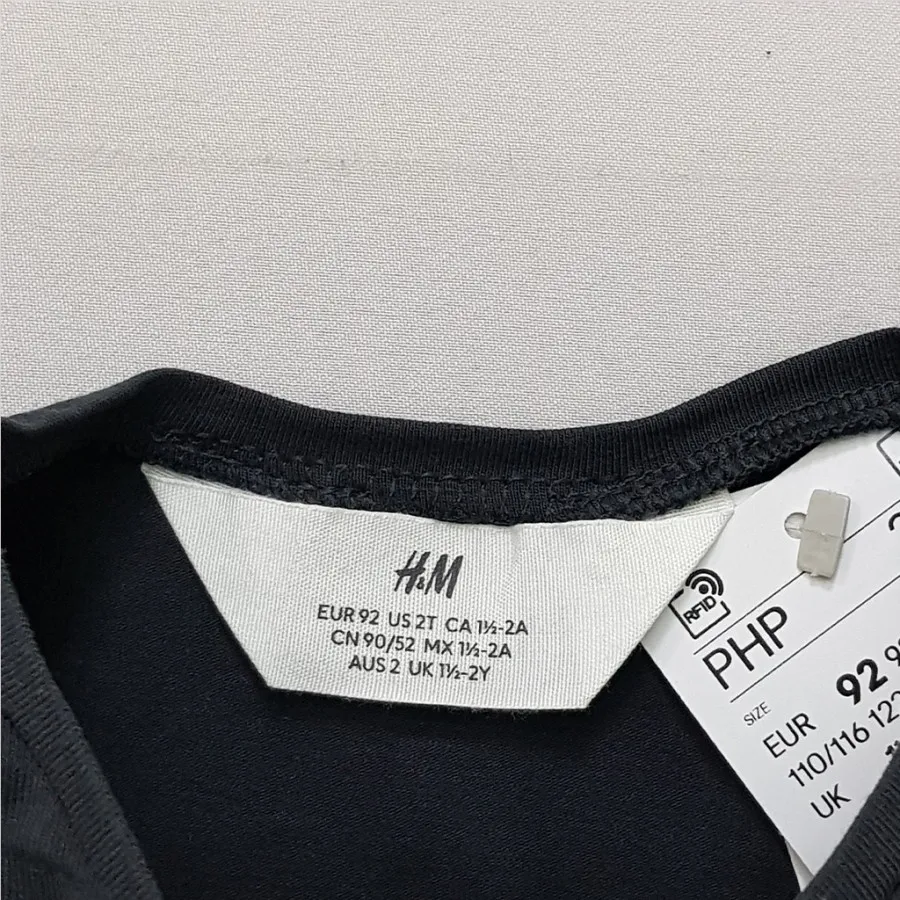 H&M
EUR 92 US 2T CA 1½-2A
CN 90/52 MX 1½-2A
AUS 2 UK 1½-2Y
RFID
PHP
SIZE
EUR 92
110/116
UK